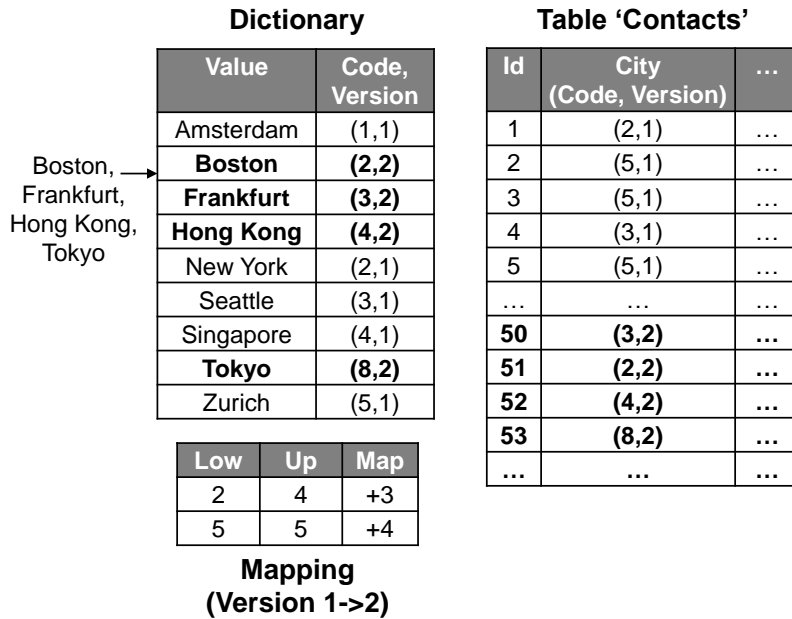 Dictionary
Value Code, Version
Amsterdam (1,1)
Boston (2,2)
Frankfurt (3,2)
Hong Kong (4,2)
New York (2,1)
Seattle (3,1)
Singapore (4,1)
Tokyo (8,2)
Zurich (5,1)
Boston,
Frankfurt,
Hong Kong,
Tokyo
Low Up Map
2 4 +3
5 5 +4
Mapping
(Version 1->2)
Table ‘Contacts’
Id City (Code, Version) …
1 (2,1) …
2 (5,1) …
3 (5,1) …
4 (3,1) …
5 (5,1) …
… … …
50 (3,2) …
51 (2,2) …
52 (4,2) …
53 (8,2) …
… … …